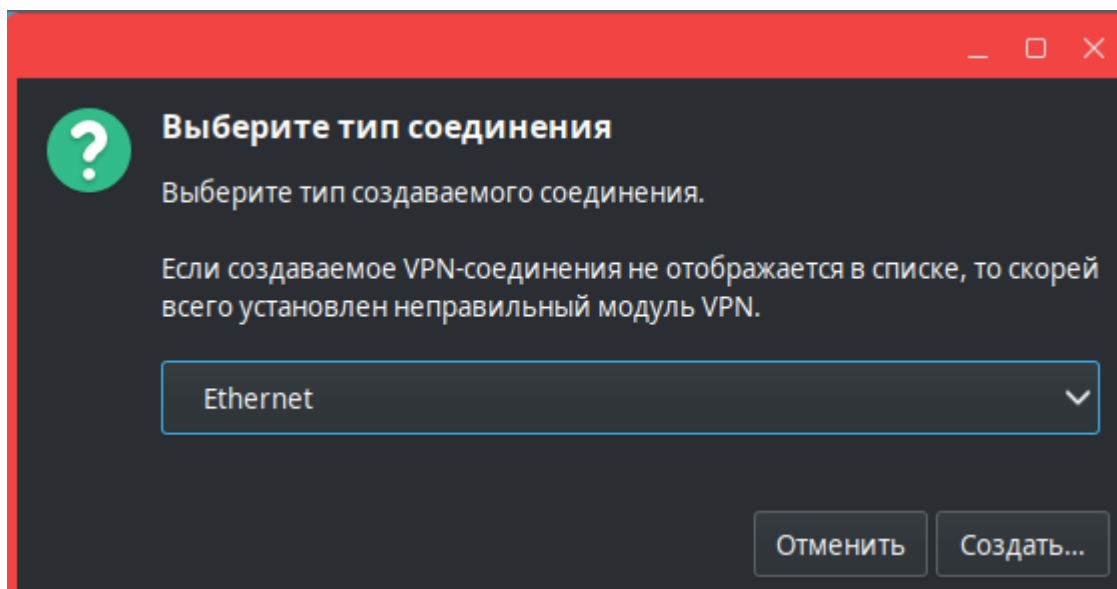 Выберите тип соединения
Выберите тип создаваемого соединения.
Если создаваемое VPN-соединения не отображается в списке, то скорей
всего установлен неправильный модуль VPN.
Ethernet
Отменить
Создать...